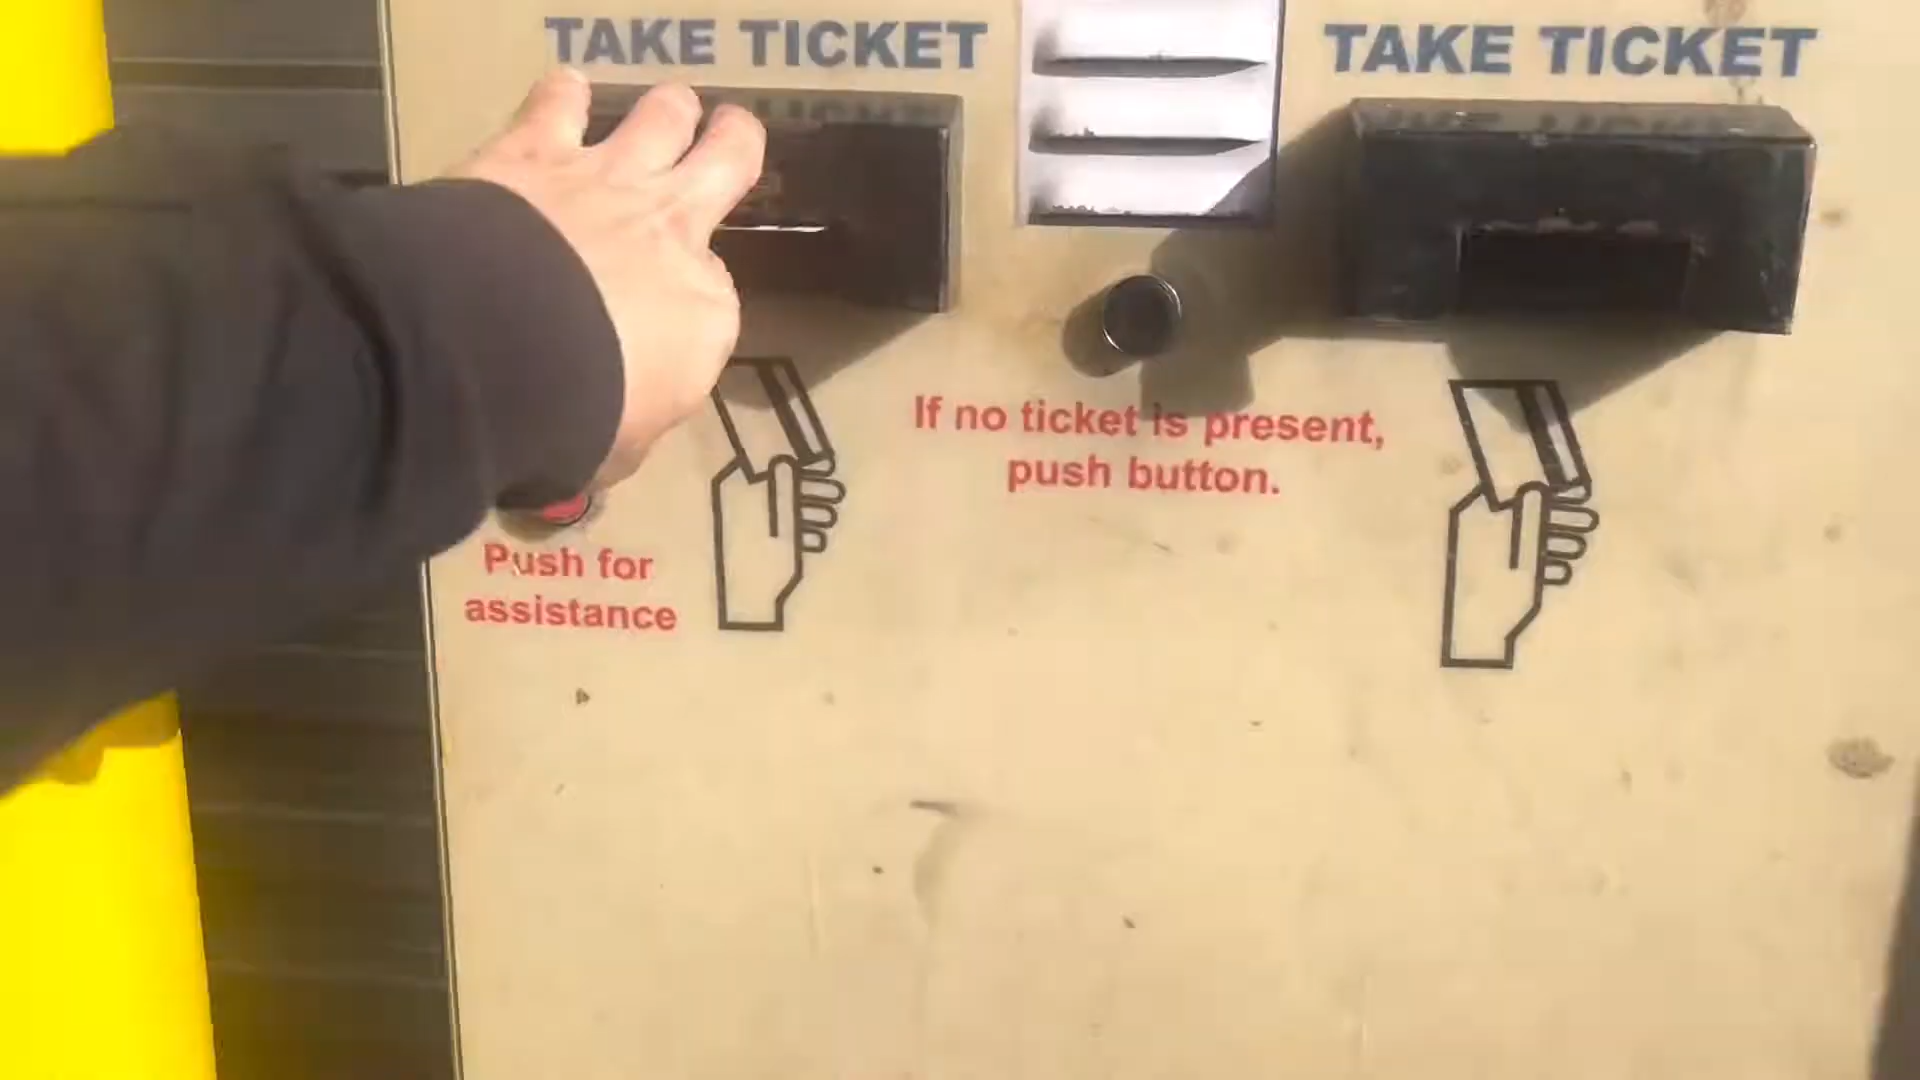 TAKE TICKET
TAKE TICKET
If no ticket is present,
push button.
Push for
assistance